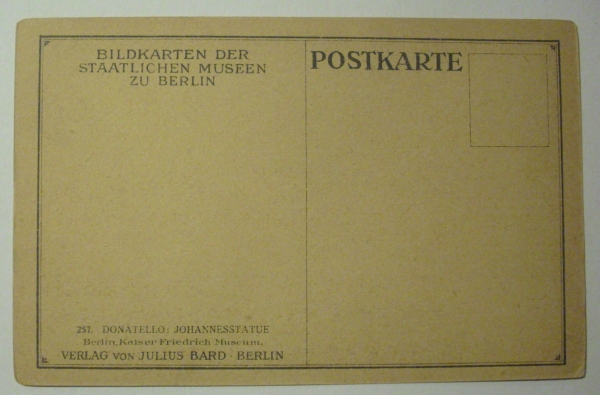 BILDKARTEN DER
STAATLICHEN MUSEEN
ZU BERLIN
POSTKARTE
257. DONATELLO: JOHANNESSTATUE
Berlin, Kaiser Friedrich Museum.
VERLAG VON JULIUS BARD · BERLIN